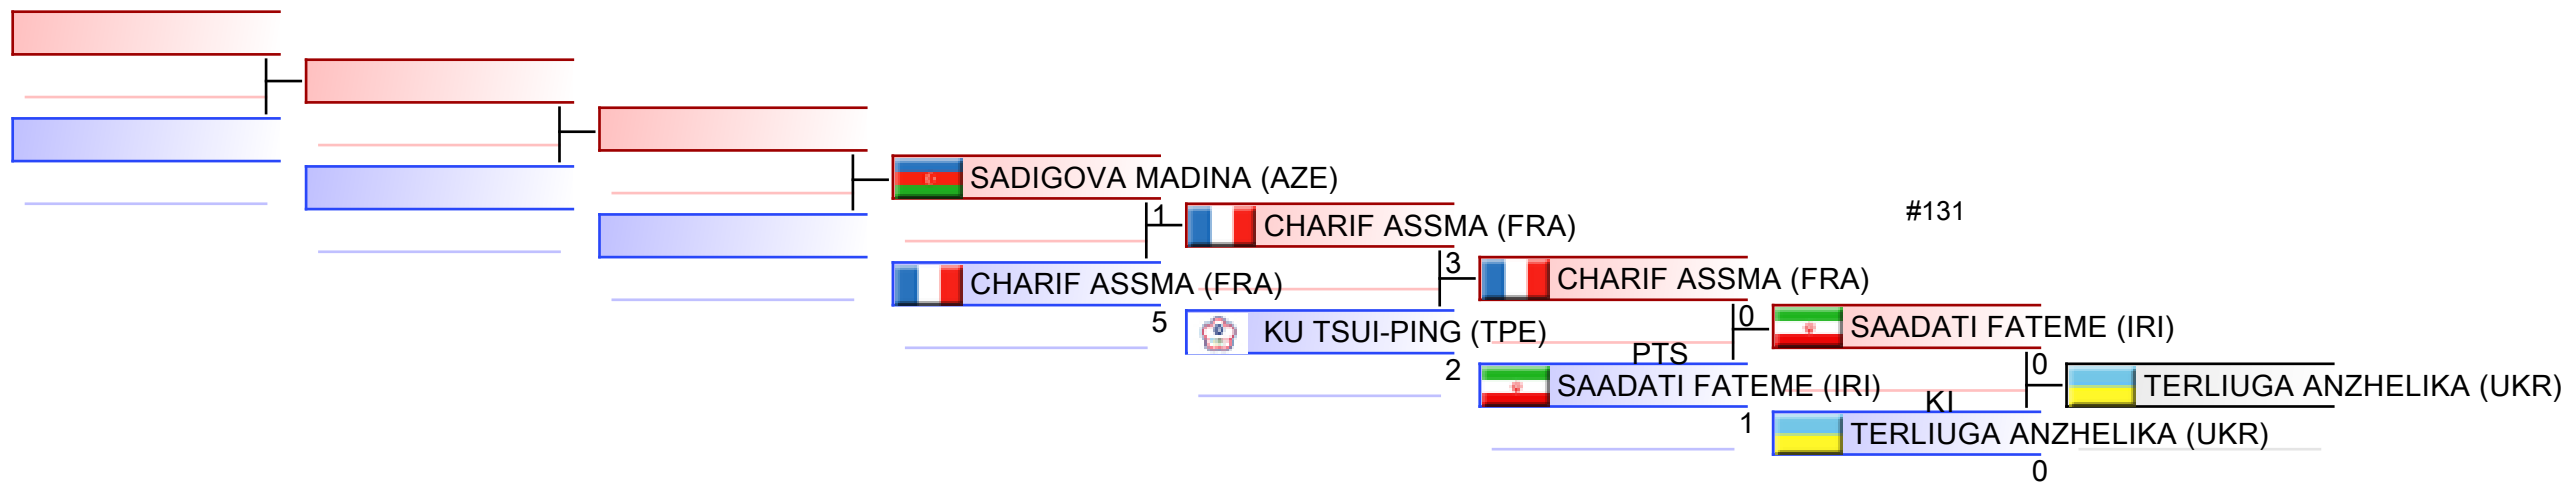 SADIGOVA MADINA (AZE)
1
CHARIF ASSMA (FRA)
#131
CHARIF ASSMA (FRA)
5
3
CHARIF ASSMA (FRA)
KU TSUI-PING (TPE)
2
0
SAADATI FATEME (IRI)
PTS
SAADATI FATEME (IRI)
1
0
TERLIUGA ANZHELIKA (UKR)
KI
TERLIUGA ANZHELIKA (UKR)
0